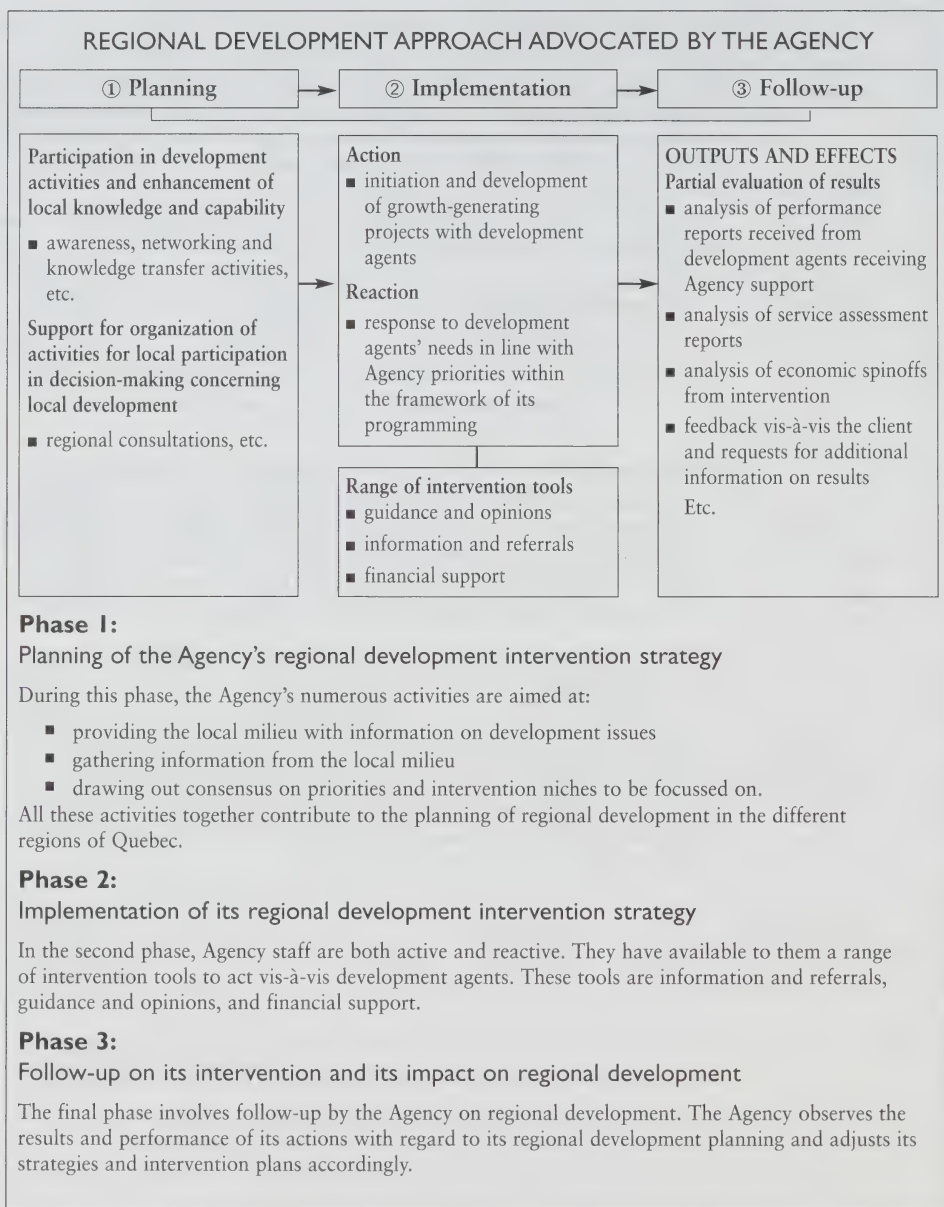 REGIONAL DEVELOPMENT APPROACH ADVOCATED BY THE AGENCY
① Planning
② Implementation
③ Follow-up
Participation in development
activities and enhancement of
local knowledge and capability
■ awareness, networking and
knowledge transfer activities,
etc.
Support for organization of
activities for local participation
in decision-making concerning
local development
■ regional consultations, etc.
Action
■ initiation and development
of growth-generating
projects with development
agents
Reaction
■ response to development
agents' needs in line with
Agency priorities within
the framework of its
programming
Range of intervention tools
■ guidance and opinions
■ information and referrals
■ financial support
OUTPUTS AND EFFECTS
Partial evaluation of results
■ analysis of performance
reports received from
development agents receiving
Agency support
■ analysis of service assessment
reports
■ analysis of economic spinoffs
from intervention
■ feedback vis-à-vis the client
and requests for additional
information on results
Etc.
Phase 1:
Planning of the Agency's regional development intervention strategy
During this phase, the Agency's numerous activities are aimed at:
■ providing the local milieu with information on development issues
■ gathering information from the local milieu
■ drawing out consensus on priorities and intervention niches to be focussed on.
All these activities together contribute to the planning of regional development in the different
regions of Quebec.
Phase 2:
Implementation of its regional development intervention strategy
In the second phase, Agency staff are both active and reactive. They have available to them a range
of intervention tools to act vis-à-vis development agents. These tools are information and referrals,
guidance and opinions, and financial support.
Phase 3:
Follow-up on its intervention and its impact on regional development
The final phase involves follow-up by the Agency on regional development. The Agency observes the
results and performance of its actions with regard to its regional development planning and adjusts its
strategies and intervention plans accordingly.